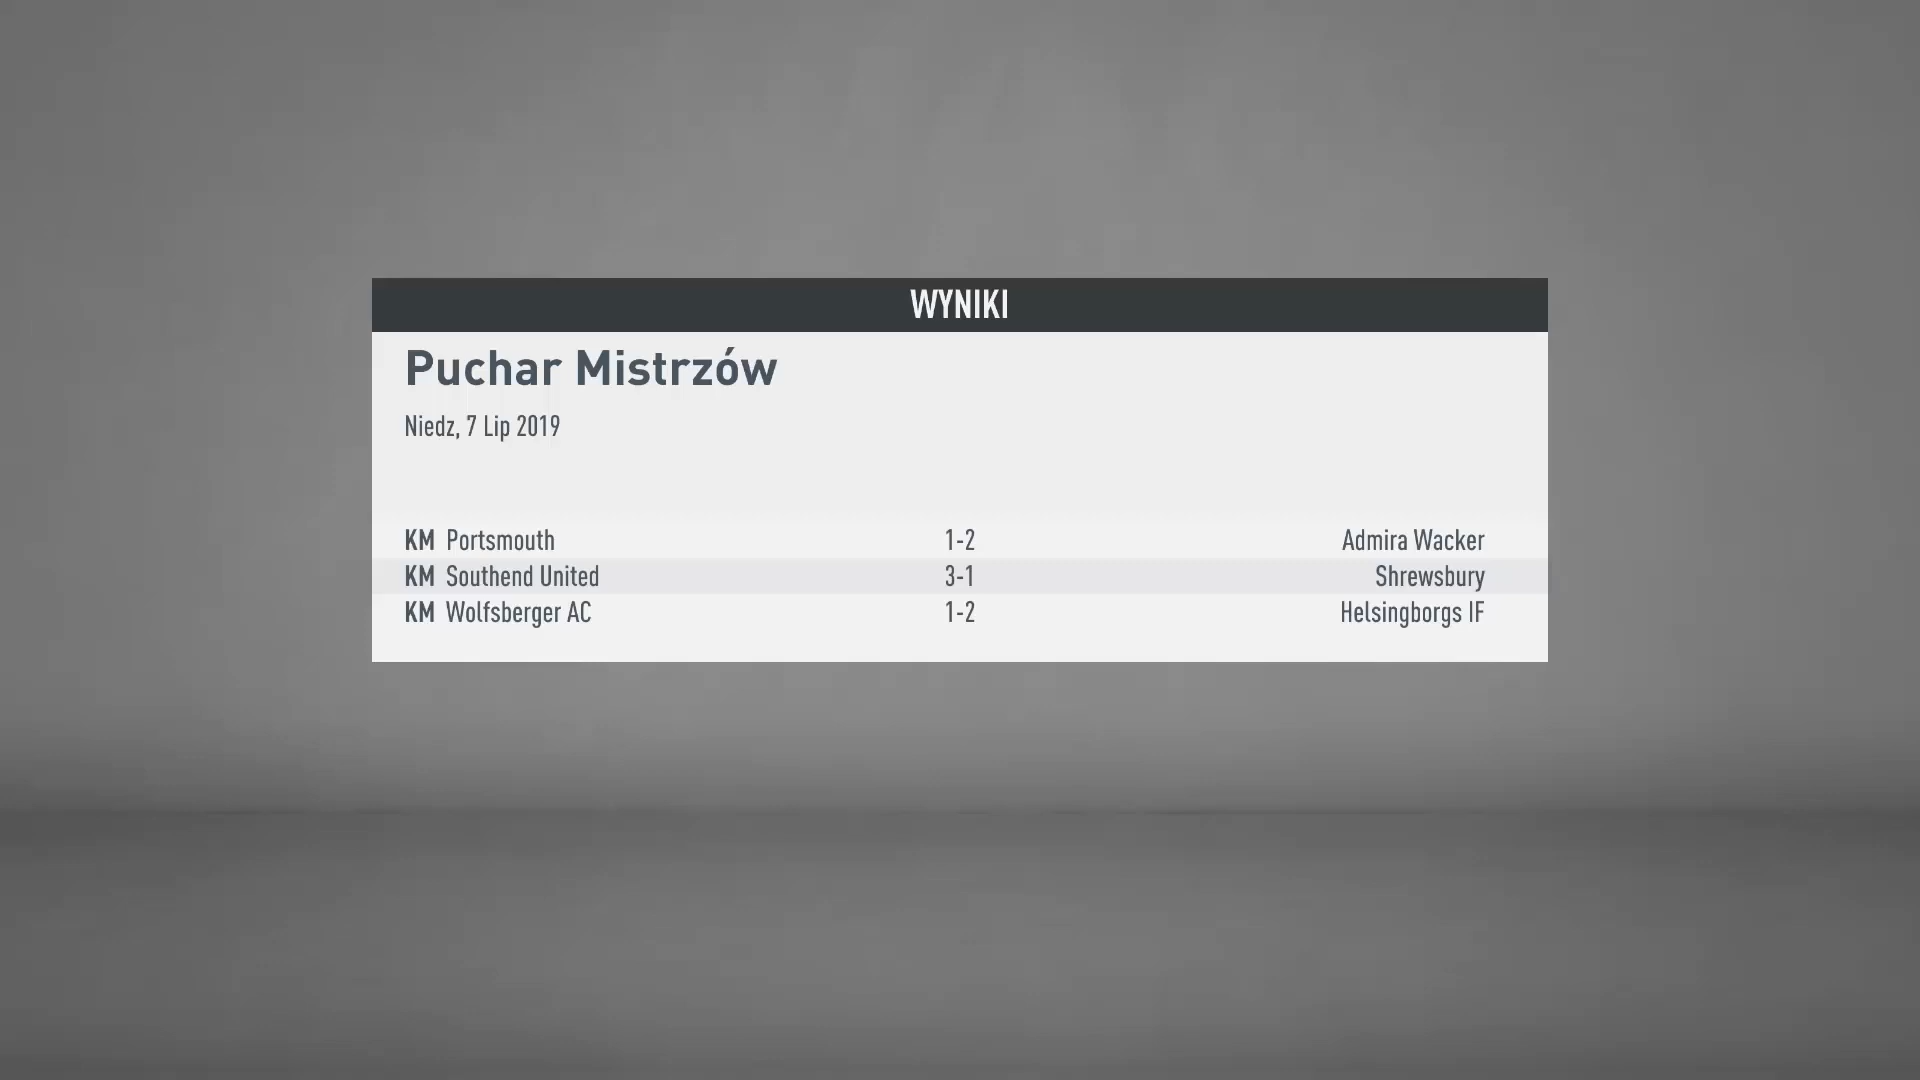 WYNIKI
Puchar Mistrzów
Niedz, 7 Lip 2019
KM Portsmouth 1-2 Admira Wacker
KM Southend United 3-1 Shrewsbury
KM Wolfsberger AC 1-2 Helsingborgs IF